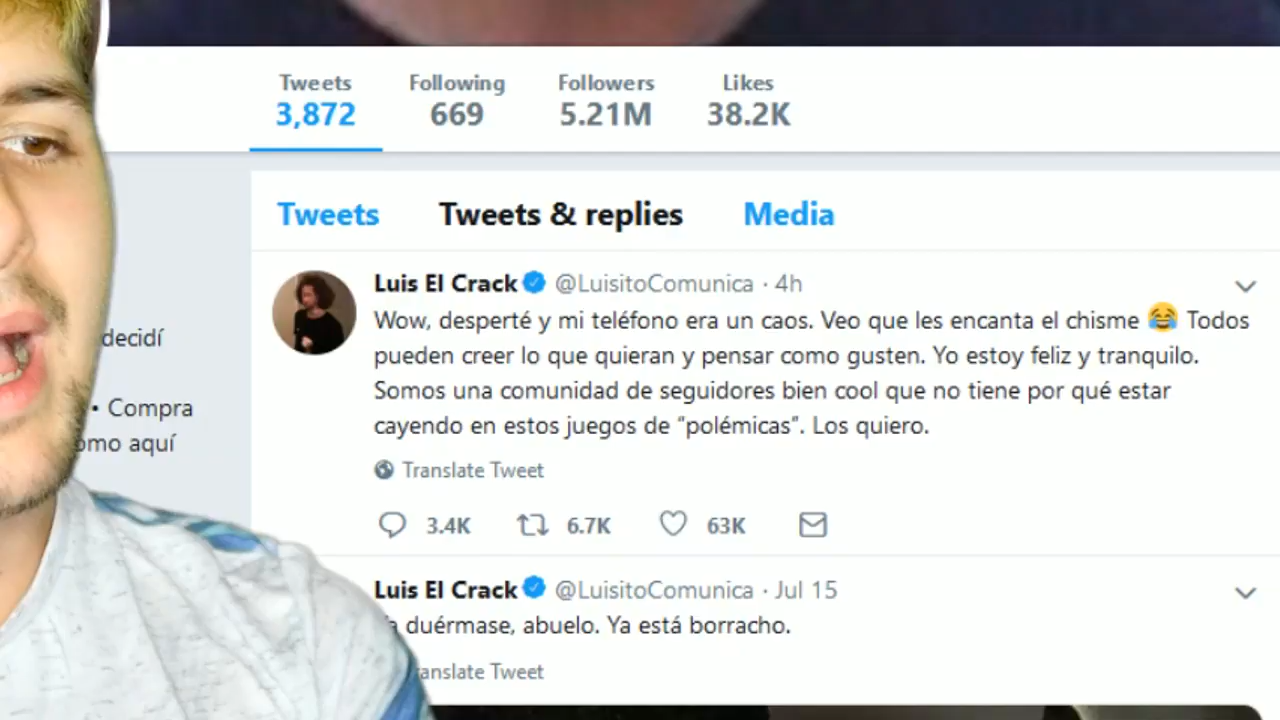 Tweets Following Followers Likes
3,872 669 5.21M 38.2K
Tweets Tweets & replies Media
decidí
• Compra
aquí
Luis El Crack @LuisitoComunica · 4h
Wow, desperté y mi teléfono era un caos. Veo que les encanta el chisme 😂 Todos
pueden creer lo que quieran y pensar como gusten. Yo estoy feliz y tranquilo.
Somos una comunidad de seguidores bien cool que no tiene por qué estar
cayendo en estos juegos de “polémicas”. Los quiero.
Translate Tweet
3.4K 6.7K 63K
Luis El Crack @LuisitoComunica · Jul 15
duérmase, abuelo. Ya está borracho.
Tweet